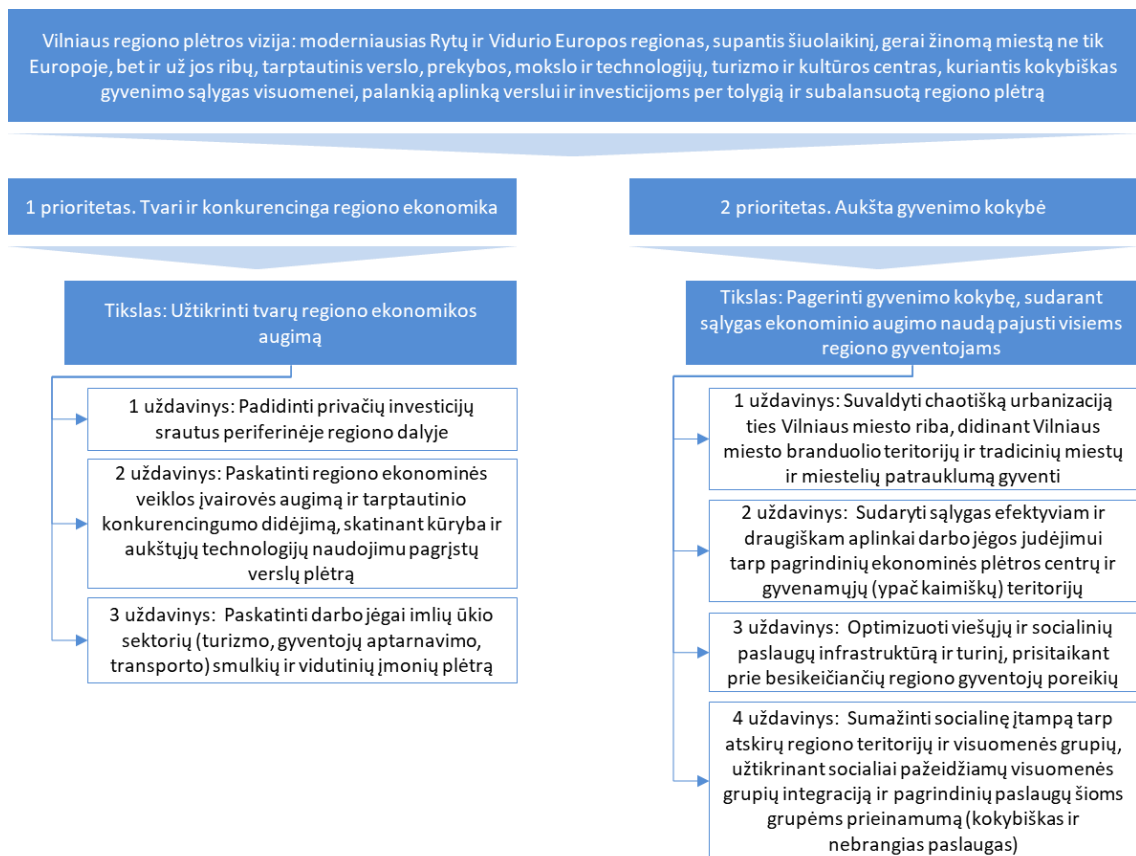 Vilniaus regiono plėtros vizija: moderniausias Rytų ir Vidurio Europos regionas, supantis šiuolaikinį, gerai žinomą miestą ne tik
Europoje, bet ir už jos ribų, tarptautinis verslo, prekybos, mokslo ir technologijų, turizmo ir kultūros centras, kuriantis kokybiškas
gyvenimo sąlygas visuomenei, palankią aplinką verslui ir investicijoms per tolygią ir subalansuotą regiono plėtrą
1 prioritetas. Tvari ir konkurencinga regiono ekonomika
Tikslas: Užtikrinti tvarų regiono ekonomikos
augimą
1 uždavinys: Padidinti privačių investicijų
srautus periferinėje regiono dalyje
2 uždavinys: Paskatinti regiono ekonominės
veiklos įvairovės augimą ir tarptautinio
konkurencingumo didėjimą, skatinant kūryba ir
aukštųjų technologijų naudojimu pagrįstų
verslų plėtrą
3 uždavinys:  Paskatinti darbo jėgai imlių ūkio
sektorių (turizmo, gyventojų aptarnavimo,
transporto) smulkių ir vidutinių įmonių plėtrą
2 prioritetas. Aukšta gyvenimo kokybė
Tikslas: Pagerinti gyvenimo kokybę, sudarant
sąlygas ekonominio augimo naudą pajusti visiems
regiono gyventojams
1 uždavinys: Suvaldyti chaotišką urbanizaciją
ties Vilniaus miesto riba, didinant Vilniaus
miesto branduolio teritorijų ir tradicinių miestų
ir miestelių patrauklumą gyventi
2 uždavinys:  Sudaryti sąlygas efektyviam ir
draugiškam aplinkai darbo jėgos judėjimui
tarp pagrindinių ekonominės plėtros centrų ir
gyvenamųjų (ypač kaimiškų) teritorijų
3 uždavinys:  Optimizuoti viešųjų ir socialinių
paslaugų infrastruktūrą ir turinį, prisitaikant
prie besikeičiančių regiono gyventojų poreikių
4 uždavinys:  Sumažinti socialinę įtampą tarp
atskirų regiono teritorijų ir visuomenės grupių,
užtikrinant socialiai pažeidžiamų visuomenės
grupių integraciją ir pagrindinių paslaugų šioms
grupėms prieinamumą (kokybiškas ir
nebrangias paslaugas)